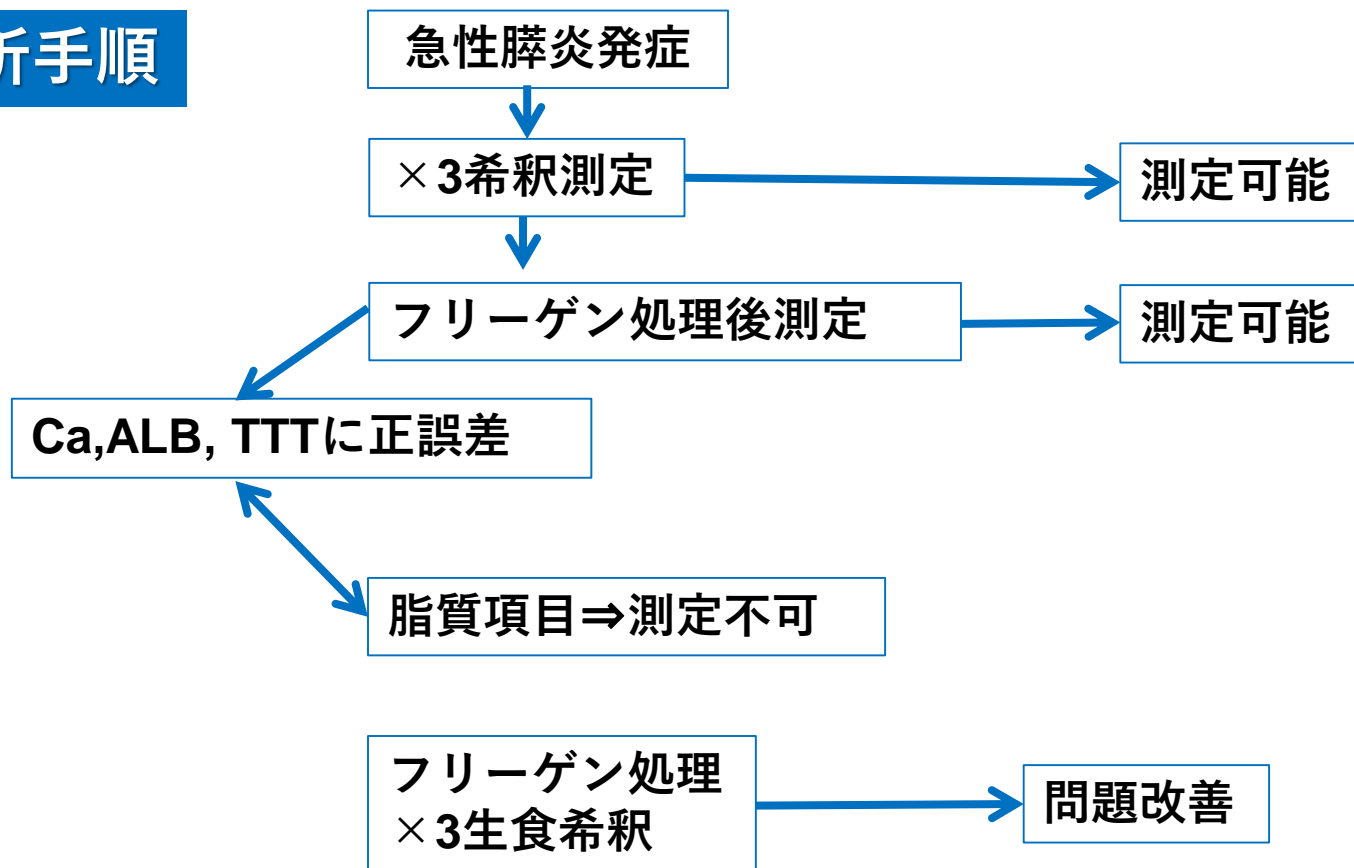 析手順
急性膵炎発症
×3希釈測定
測定可能
フリーゲン処理後測定
測定可能
Ca,ALB, TTTに正誤差
脂質項目⇒測定不可
フリーゲン処理
×3生食希釈
問題改善